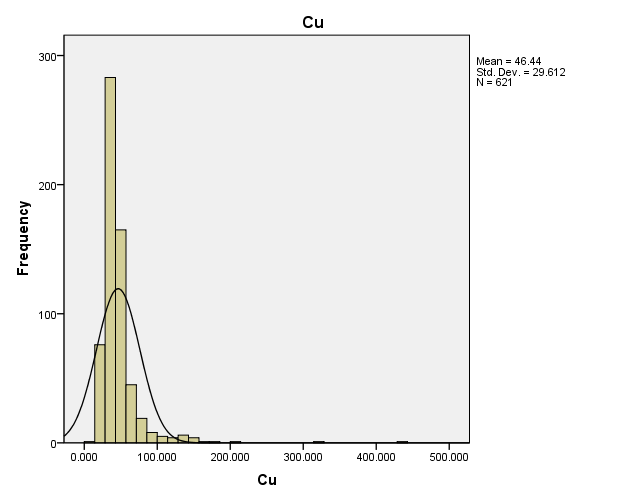 Cu
Mean = 46.44
Std. Dev. = 29.612
N = 621
300
200
100
0
Frequency
0.000 100.000 200.000 300.000 400.000 500.000
Cu